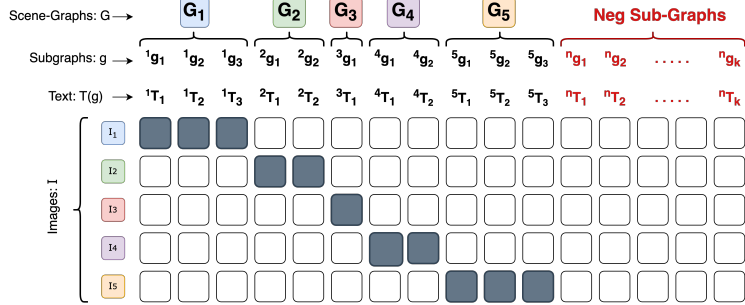 Scene-Graphs: G → G₁ G₂ G₃ G₄ G₅ Neg Sub-Graphs
Subgraphs: g → ¹g₁ ¹g₂ ¹g₃ ²g₁ ²g₂ ³g₁ ⁴g₁ ⁴g₂ ⁵g₁ ⁵g₂ ⁵g₃ ⁿg₁ ⁿg₂ ..... ⁿgₖ
Text: T(g) → ¹T₁ ¹T₂ ¹T₃ ²T₁ ²T₂ ³T₁ ⁴T₁ ⁴T₂ ⁵T₁ ⁵T₂ ⁵T₃ ⁿT₁ ⁿT₂ ..... ⁿTₖ
Images: I
I₁
I₂
I₃
I₄
I₅